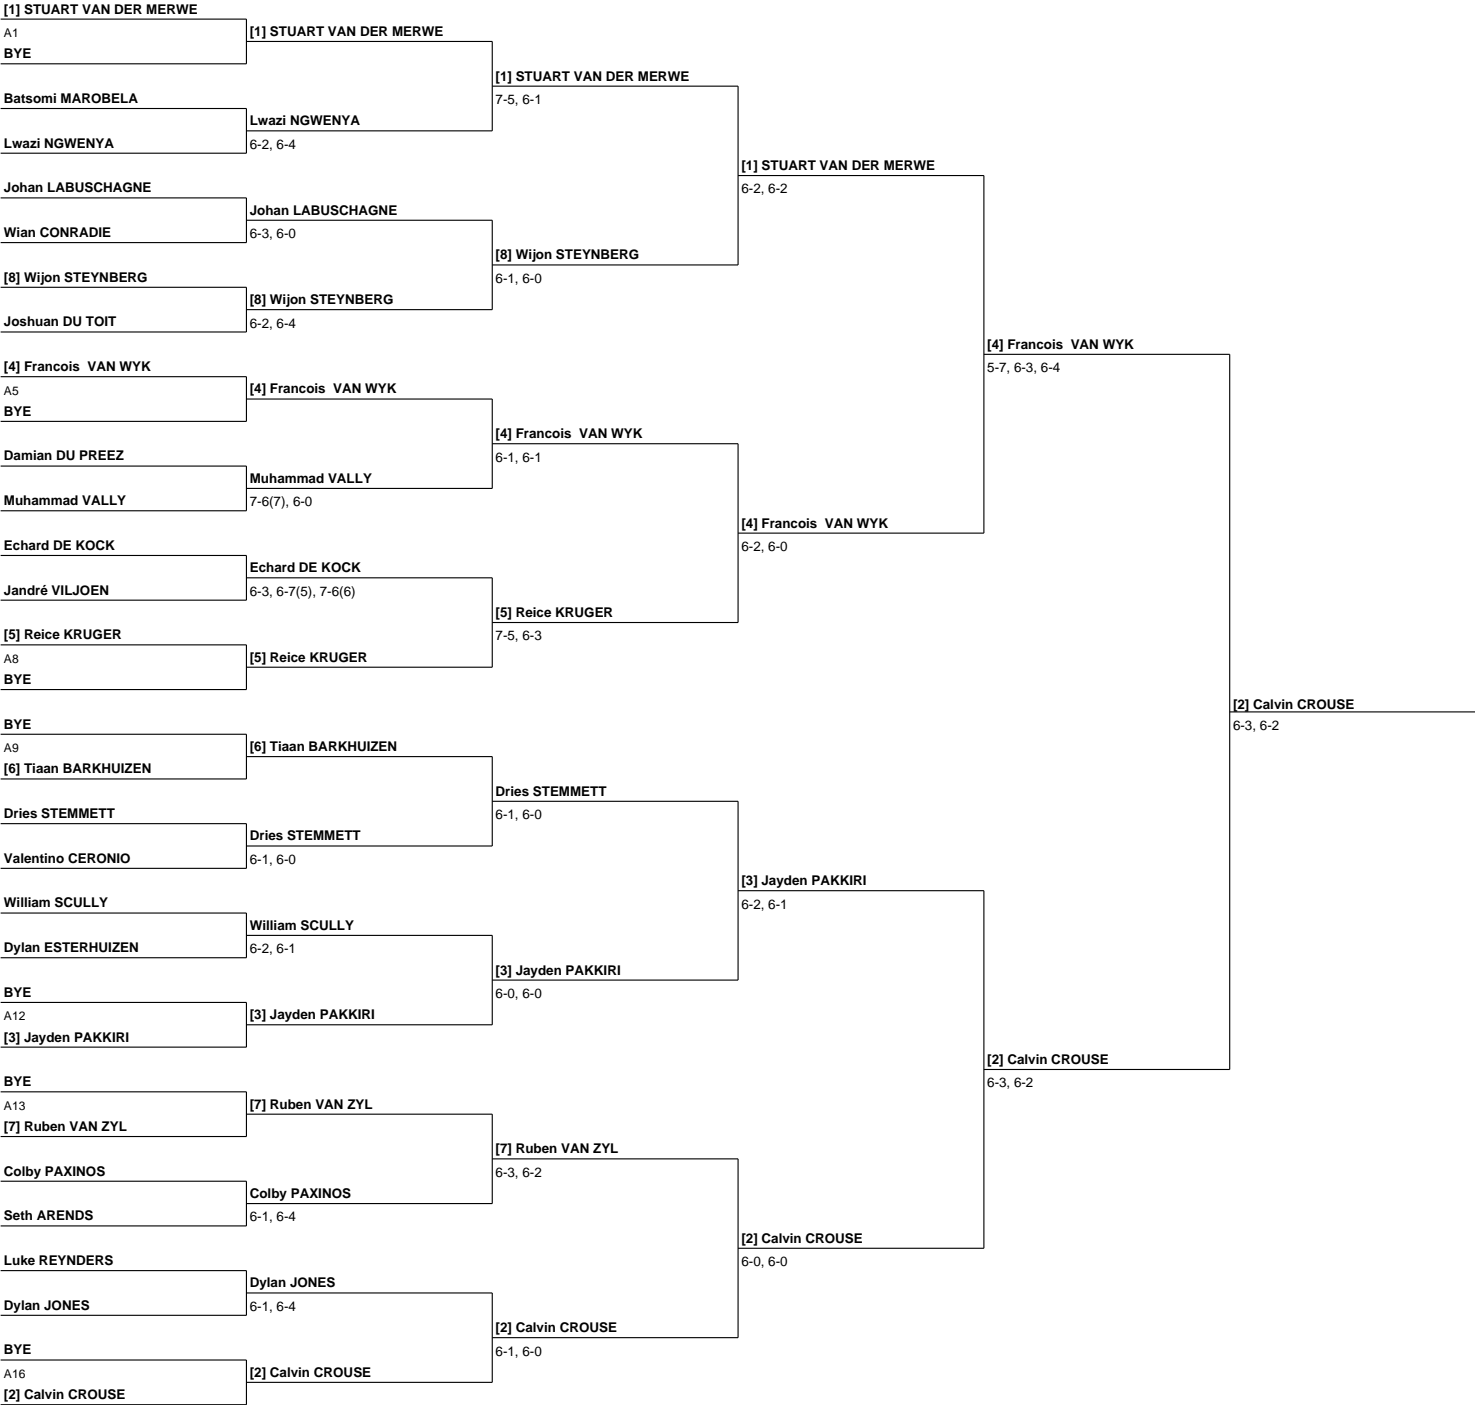 [1] STUART VAN DER MERWE
A1
BYE
Batsomi MAROBELA
Lwazi NGWENYA
Johan LABUSCHAGNE
Wian CONRADIE
[8] Wijon STEYNBERG
Joshuan DU TOIT
[4] Francois  VAN WYK
A5
BYE
Damian DU PREEZ
Muhammad VALLY
Echard DE KOCK
Jandré VILJOEN
[5] Reice KRUGER
A8
BYE
BYE
A9
[6] Tiaan BARKHUIZEN
Dries STEMMETT
Valentino CERONIO
William SCULLY
Dylan ESTERHUIZEN
BYE
A12
[3] Jayden PAKKIRI
BYE
A13
[7] Ruben VAN ZYL
Colby PAXINOS
Seth ARENDS
Luke REYNDERS
Dylan JONES
BYE
A16
[2] Calvin CROUSE
[1] STUART VAN DER MERWE
Lwazi NGWENYA
6-2, 6-4
Johan LABUSCHAGNE
6-3, 6-0
[8] Wijon STEYNBERG
6-2, 6-4
[4] Francois  VAN WYK
Muhammad VALLY
7-6(7), 6-0
Echard DE KOCK
6-3, 6-7(5), 7-6(6)
[5] Reice KRUGER
[6] Tiaan BARKHUIZEN
Dries STEMMETT
6-1, 6-0
William SCULLY
6-2, 6-1
[3] Jayden PAKKIRI
[7] Ruben VAN ZYL
Colby PAXINOS
6-1, 6-4
Dylan JONES
6-1, 6-4
[2] Calvin CROUSE
[1] STUART VAN DER MERWE
7-5, 6-1
[8] Wijon STEYNBERG
6-1, 6-0
[4] Francois  VAN WYK
6-1, 6-1
[5] Reice KRUGER
7-5, 6-3
Dries STEMMETT
6-1, 6-0
[3] Jayden PAKKIRI
6-0, 6-0
[7] Ruben VAN ZYL
6-3, 6-2
[2] Calvin CROUSE
6-1, 6-0
[1] STUART VAN DER MERWE
6-2, 6-2
[4] Francois  VAN WYK
6-2, 6-0
[3] Jayden PAKKIRI
6-2, 6-1
[2] Calvin CROUSE
6-0, 6-0
[4] Francois  VAN WYK
5-7, 6-3, 6-4
[2] Calvin CROUSE
6-3, 6-2
[2] Calvin CROUSE
6-3, 6-2